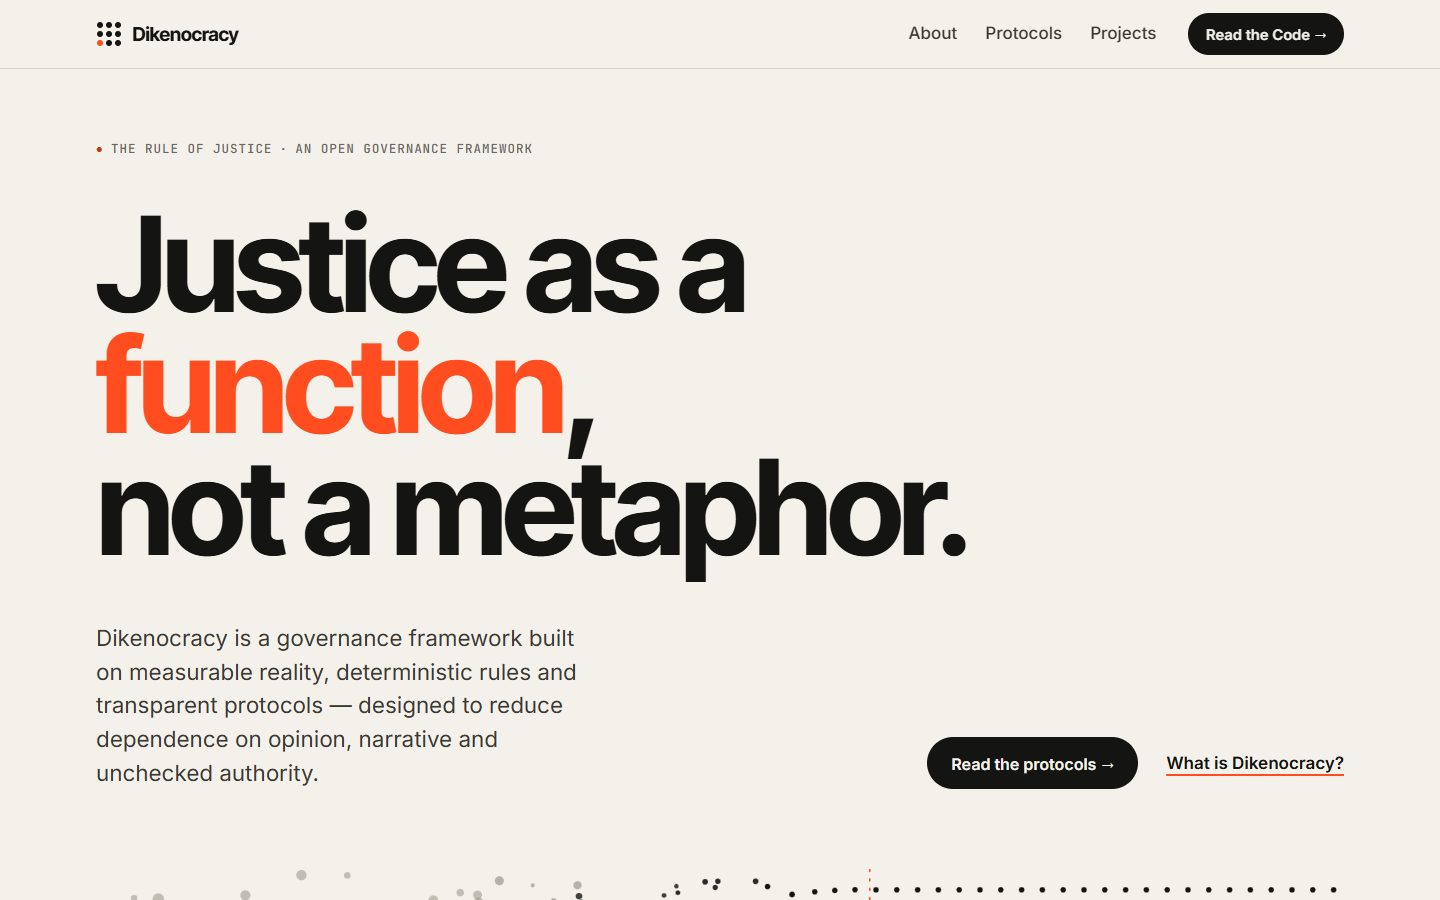 Dikenocracy
About Protocols Projects Read the Code →
• THE RULE OF JUSTICE · AN OPEN GOVERNANCE FRAMEWORK
Justice as a
function,
not a metaphor.
Dikenocracy is a governance framework built
on measurable reality, deterministic rules and
transparent protocols — designed to reduce
dependence on opinion, narrative and
unchecked authority.
Read the protocols → What is Dikenocracy?